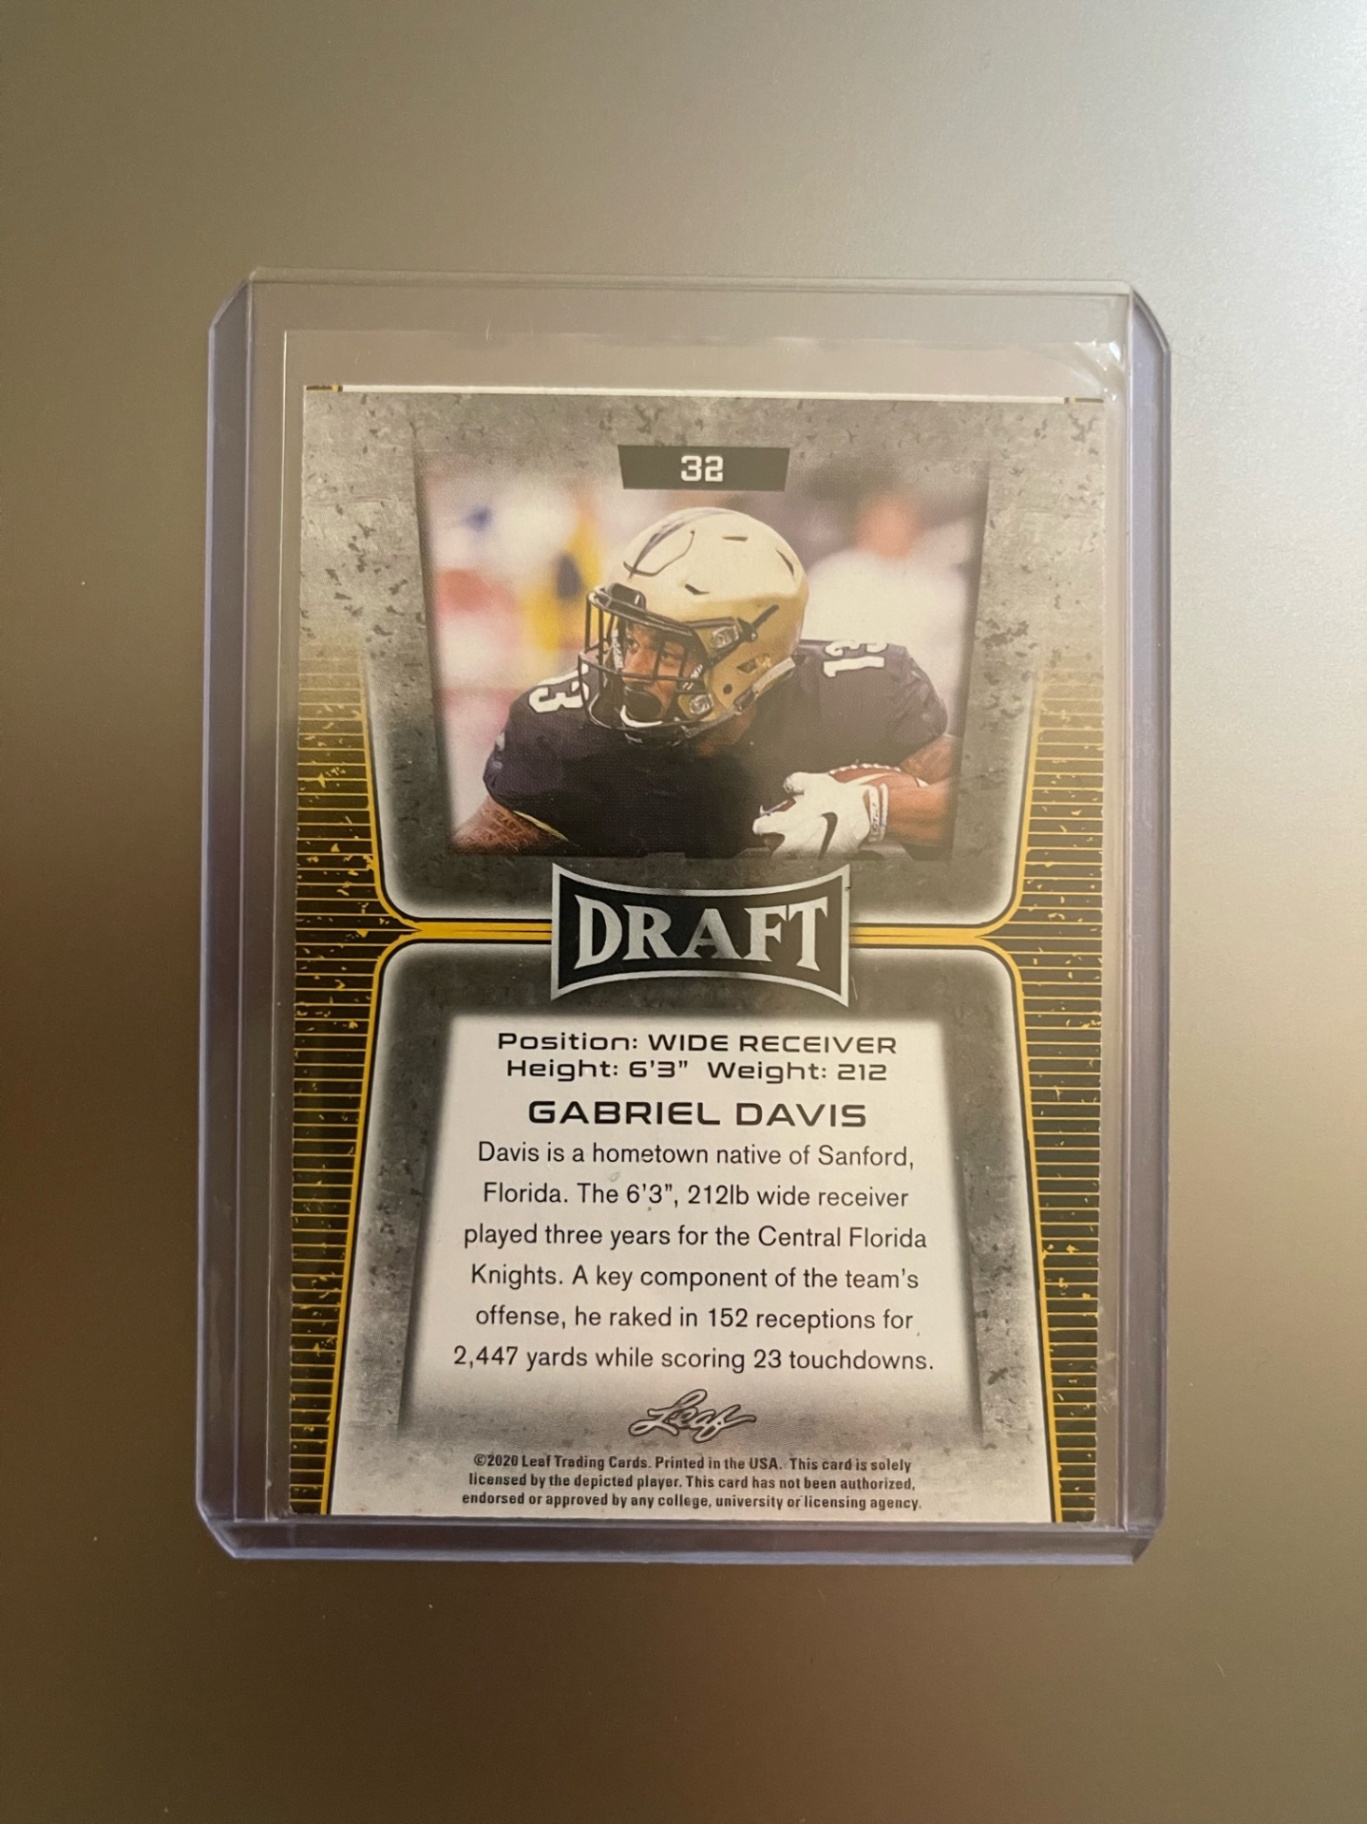 32
3
13
DRAFT
Position: WIDE RECEIVER
Height: 6'3" Weight: 212
GABRIEL DAVIS
Davis is a hometown native of Sanford,
Florida. The 6'3", 212lb wide receiver
played three years for the Central Florida
Knights. A key component of the team's
offense, he raked in 152 receptions for
2,447 yards while scoring 23 touchdowns.
Leaf
©2020 Leaf Trading Cards. Printed in the USA. This card is solely
licensed by the depicted player. This card has not been authorized,
endorsed or approved by any college, university or licensing agency.